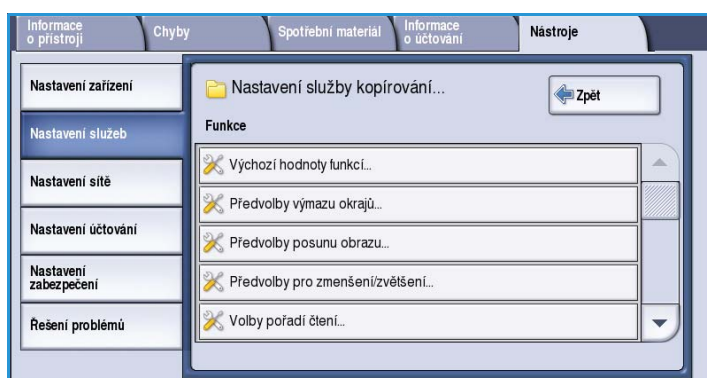 Informace
o přístroji
Chyby
Spotřební materiál
Informace
o účtování
Nástroje
Nastavení zařízení
Nastavení služeb
Nastavení sítě
Nastavení účtování
Nastavení
zabezpečení
Řešení problémů
Nastavení služby kopírování...
Zpět
Funkce
Výchozí hodnoty funkcí...
Předvolby výmazu okrajů...
Předvolby posunu obrazu...
Předvolby pro zmenšení/zvětšení...
Volby pořadí čtení...